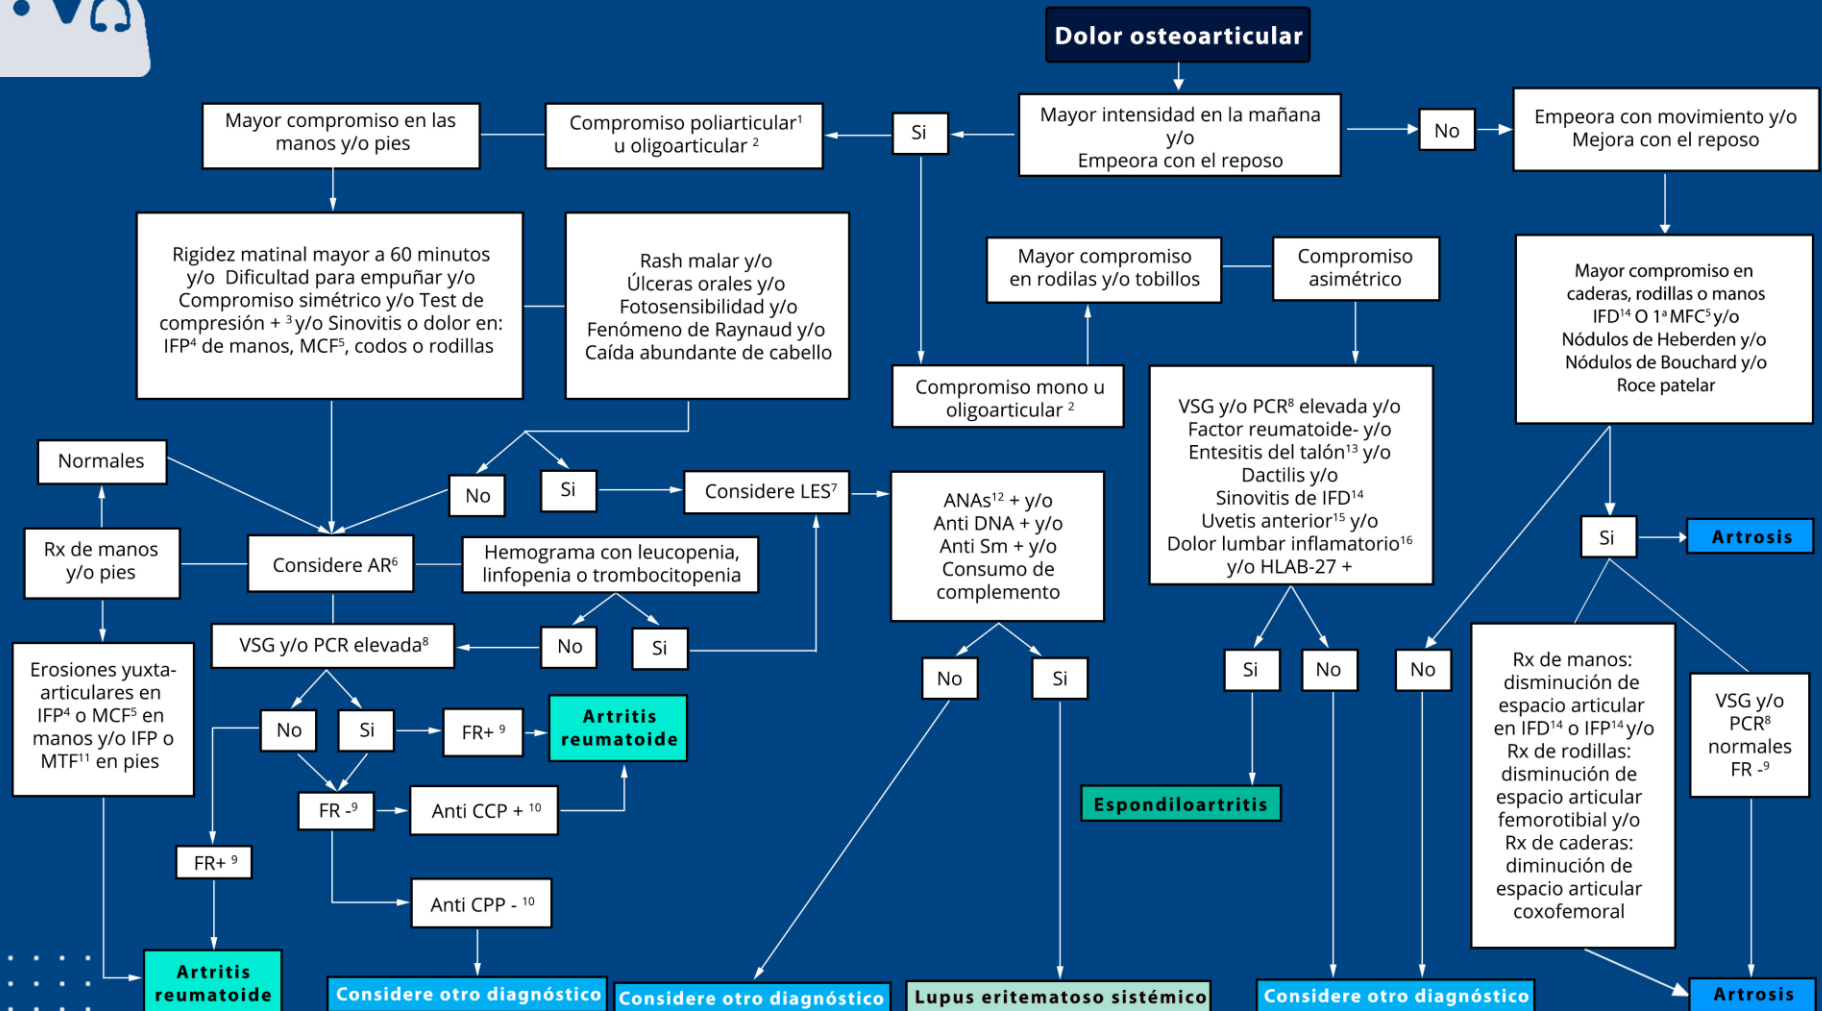 Dolor osteoarticular
Mayor intensidad en la mañana
y/o
Empeora con el reposo
Si
No
Empeora con movimiento y/o
Mejora con el reposo
Compromiso poliarticular¹
u oligoarticular ²
Mayor compromiso en las
manos y/o pies
Rigidez matinal mayor a 60 minutos
y/o Dificultad para empuñar y/o
Compromiso simétrico y/o Test de
compresión + ³ y/o Sinovitis o dolor en:
IFP⁴ de manos, MCF⁵, codos o rodillas
Rash malar y/o
Úlceras orales y/o
Fotosensibilidad y/o
Fenómeno de Raynaud y/o
Caída abundante de cabello
Mayor compromiso
en rodilas y/o tobillos
Compromiso
asimétrico
Mayor compromiso en
caderas, rodillas o manos
IFD¹⁴ O 1ª MFC⁵ y/o
Nódulos de Heberden y/o
Nódulos de Bouchard y/o
Roce patelar
Compromiso mono u
oligoarticular ²
VSG y/o PCR⁸ elevada y/o
Factor reumatoide- y/o
Entesitis del talón¹³ y/o
Dactilis y/o
Sinovitis de IFD¹⁴
Uvetis anterior¹⁵ y/o
Dolor lumbar inflamatorio¹⁶
y/o HLAB-27 +
Normales
No
Si
Considere LES⁷
ANAs¹² + y/o
Anti DNA + y/o
Anti Sm + y/o
Consumo de
complemento
Si
Artrosis
Rx de manos
y/o pies
Considere AR⁶
Hemograma con leucopenia,
linfopenia o trombocitopenia
VSG y/o PCR elevada⁸
No
Si
Erosiones yuxta-
articulares en
IFP⁴ o MCF⁵ en
manos y/o IFP o
MTF¹¹ en pies
No
Si
Si
No
No
Rx de manos:
disminución de
espacio articular
en IFD¹⁴ o IFP¹⁴ y/o
Rx de rodillas:
disminución de
espacio articular
femorotibial y/o
Rx de caderas:
diminución de
espacio articular
coxofemoral
VSG y/o
PCR⁸
normales
FR -⁹
No
Si
FR+ ⁹
Artritis
reumatoide
FR -⁹
Anti CCP + ¹⁰
Espondiloartritis
FR+ ⁹
Anti CPP - ¹⁰
Artritis
reumatoide
Considere otro diagnóstico
Considere otro diagnóstico
Lupus eritematoso sistémico
Considere otro diagnóstico
Artrosis